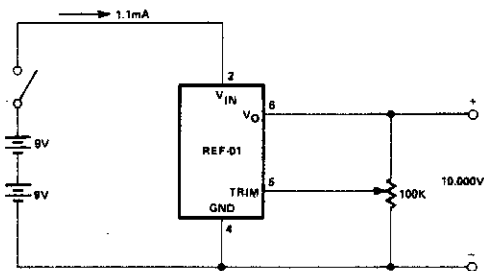 1.1mA
2
VIN
6
VO
+
9V
REF-01
9V
5
TRIM
100K
10.000V
GND
4
−